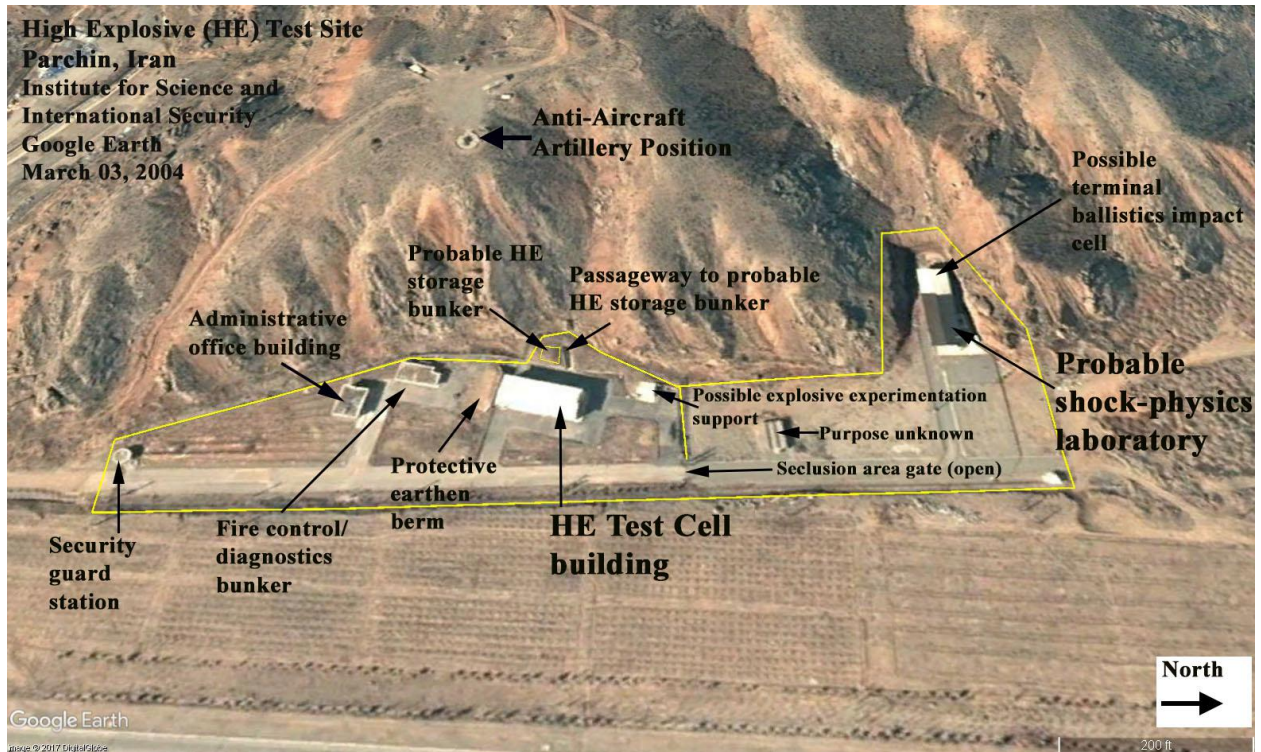 High Explosive (HE) Test Site
Parchin, Iran
Institute for Science and
International Security
Google Earth
March 03, 2004
Anti-Aircraft
Artillery Position
Possible
terminal
ballistics impact
cell
Probable HE
storage
bunker
Passageway to probable
HE storage bunker
Administrative
office building
Probable
shock-physics
laboratory
Possible explosive experimentation
support
Purpose unknown
Seclusion area gate (open)
Protective
earthen
berm
HE Test Cell
building
Fire control/
diagnostics
bunker
Security
guard
station
North
Google Earth
Image © 2017 DigitalGlobe
200 ft